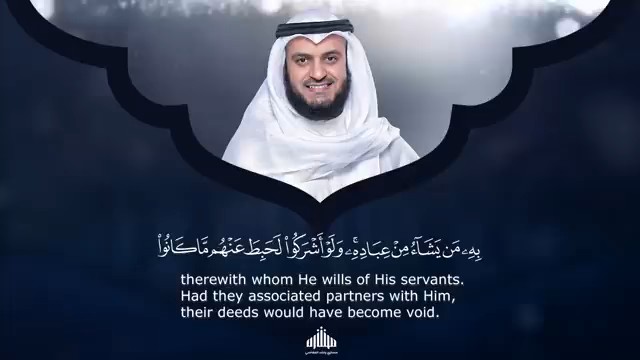 بِهِۦ مَن يَشَآءُ مِنْ عِبَادِهِۦ ۚ وَلَوْ أَشْرَكُوا۟ لَحَبِطَ عَنْهُم مَّا كَانُوا۟
therewith whom He wills of His servants.
Had they associated partners with Him,
their deeds would have become void.